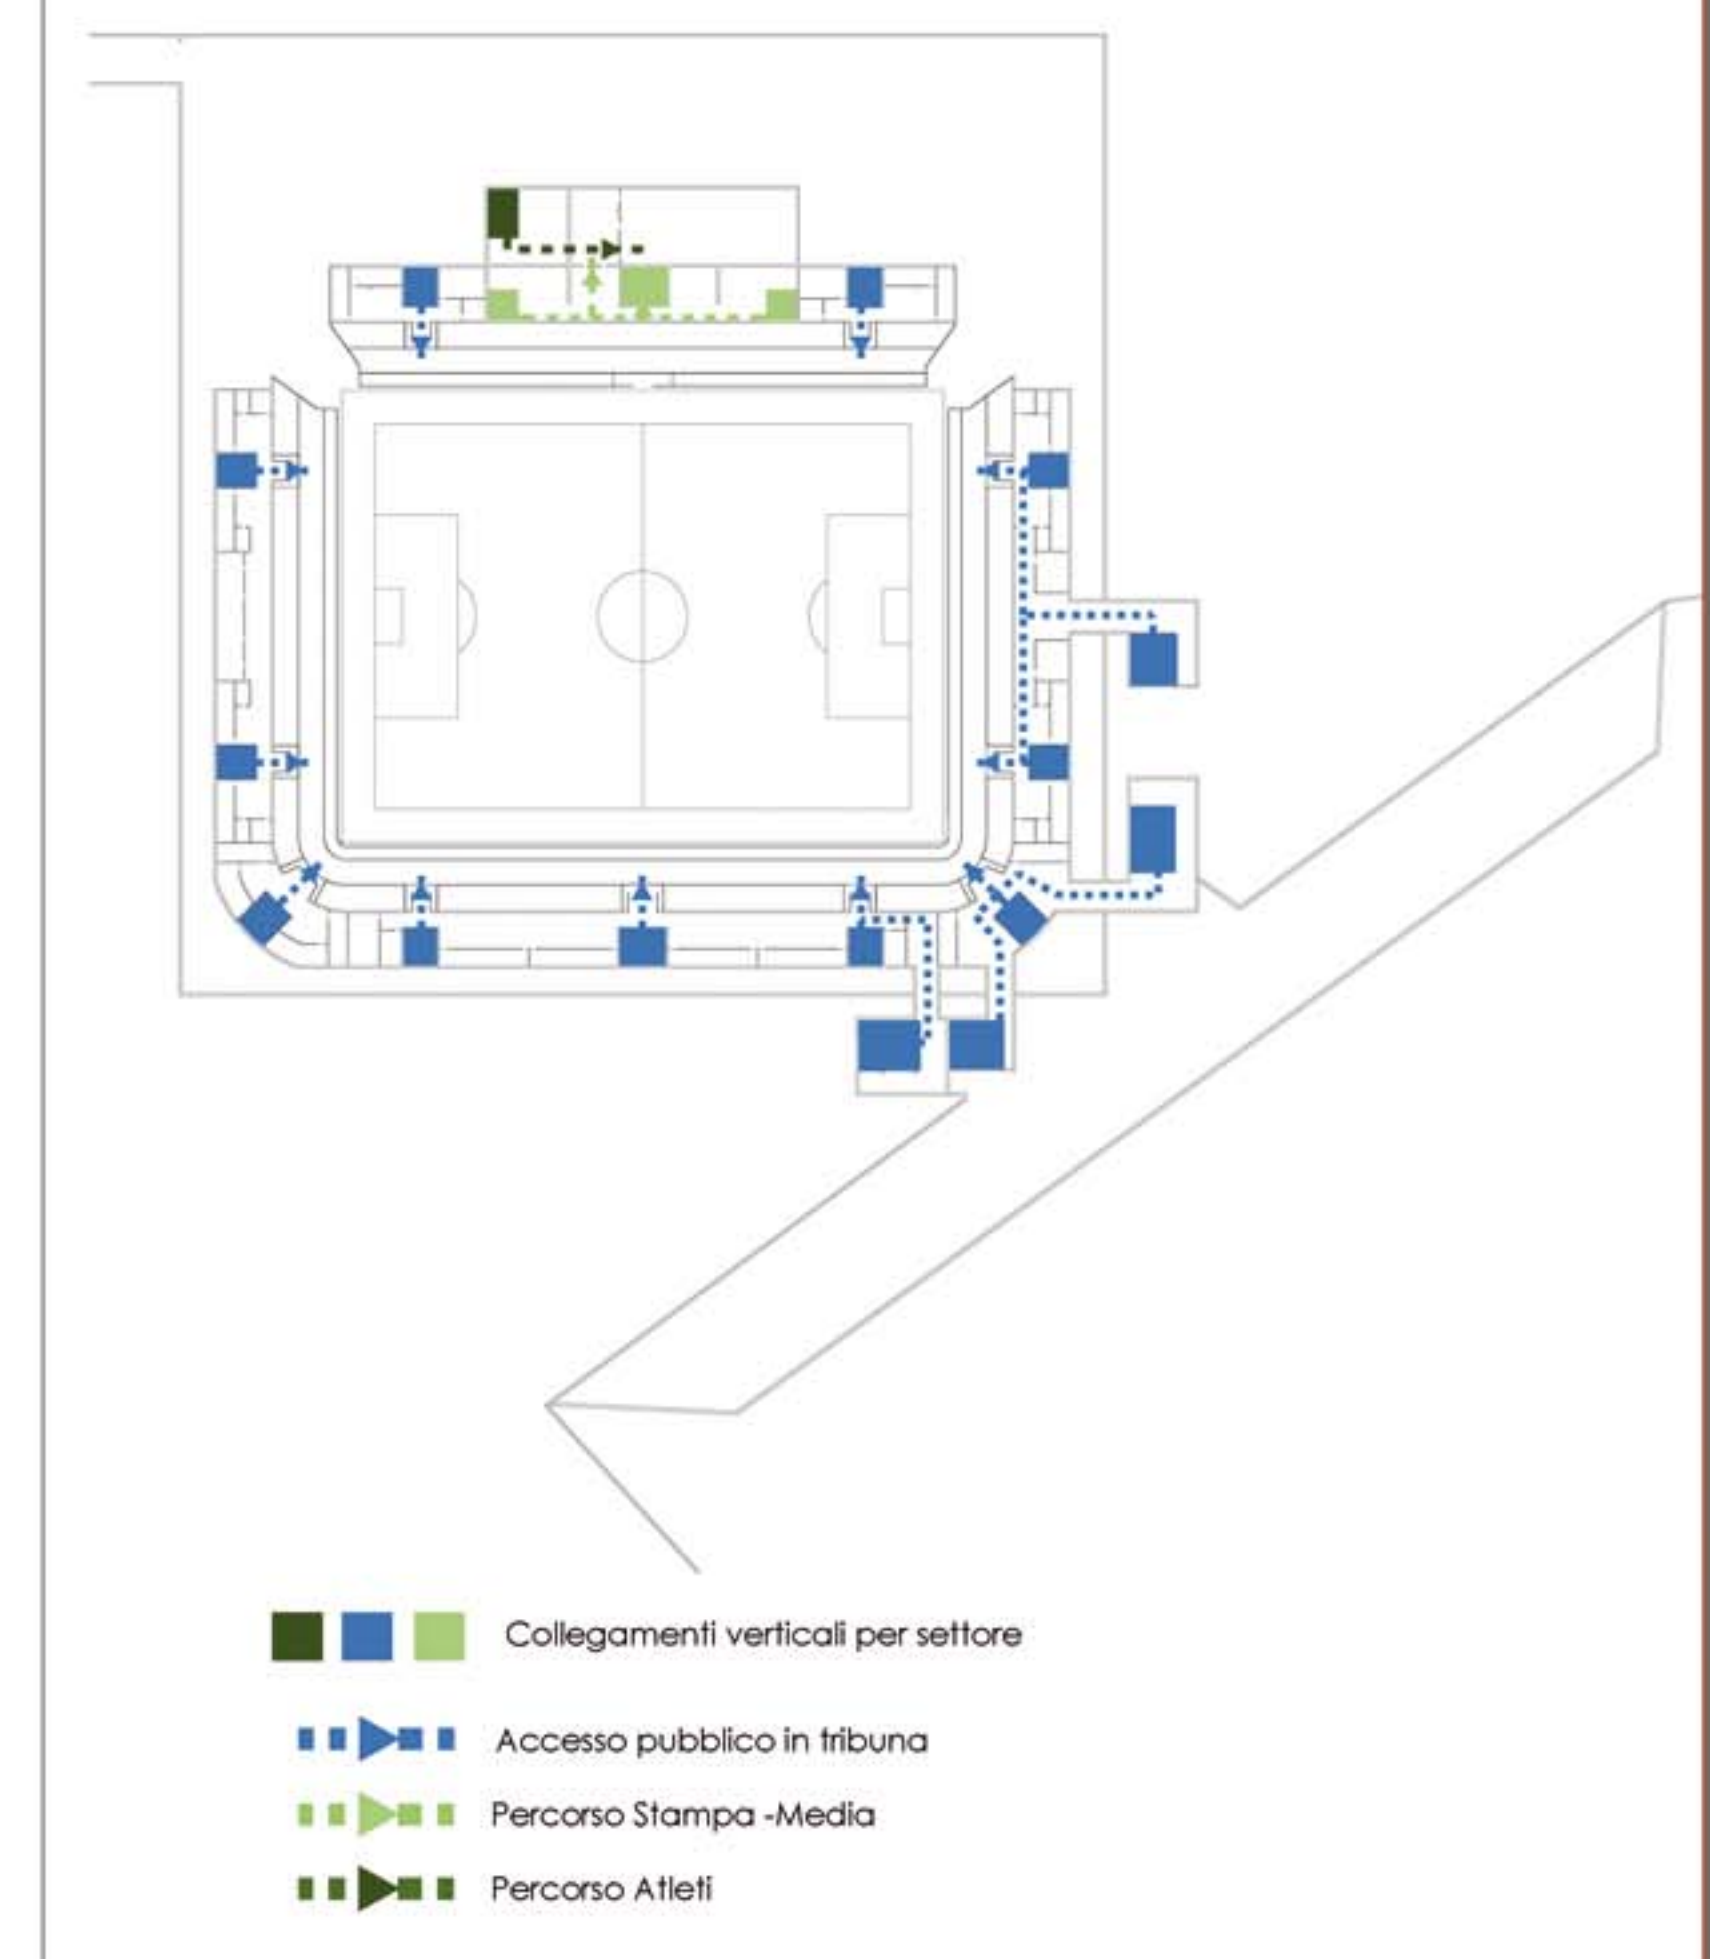 Collegamenti verticali per settore
Accesso pubblico in tribuna
Percorso Stampa -Media
Percorso Atleti